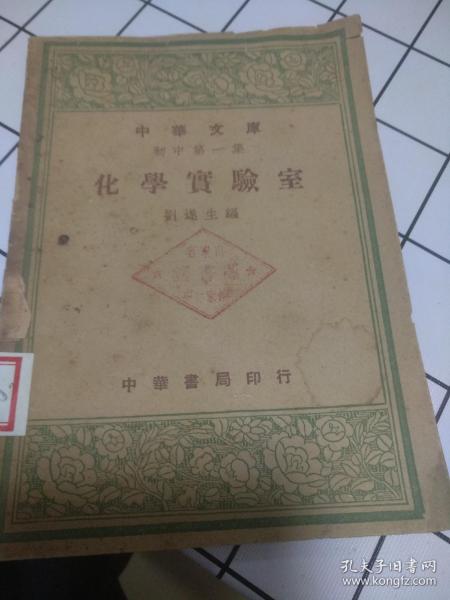 中華文庫
初中第一集
化學實驗室
劉遂生編
中華書局印行
孔夫子旧书网
www.kongfz.com